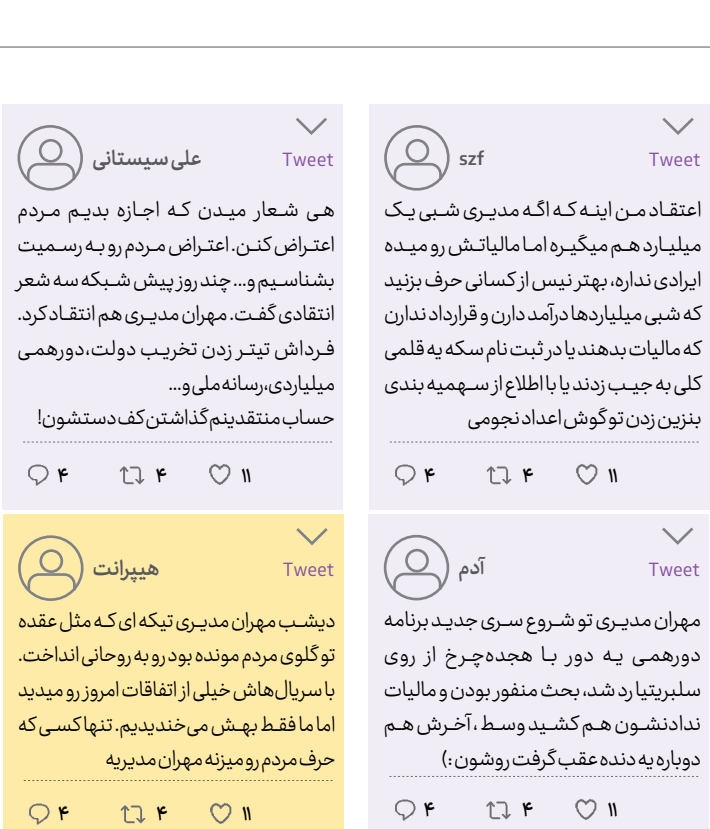 szf
Tweet
اعتقاد من اینه که اگه مدیری شبی یک
میلیارد هم میگیره اما مالیاتش رو میده
ایرادی نداره، بهتر نیس از کسانی حرف بزنید
که شبی میلیاردها درآمد دارن و قرارداد ندارن
که مالیات بدهند یا در ثبت نام سکه یه قلمی
کلی به جیب زدند یا با اطلاع از سهمیه بندی
بنزین زدن تو گوش اعداد نجومی
۴ ۴ ۱۱
علی سیستانی
Tweet
هی شعار میدن که اجازه بدیم مردم
اعتراض کنن. اعتراض مردم رو به رسمیت
بشناسیم و... چند روز پیش شبکه سه شعر
انتقادی گفت. مهران مدیری هم انتقاد کرد.
فرداش تیتر زدن تخریب دولت،دورهمی
میلیاردی،رسانه ملی و...
حساب منتقدینم گذاشتن کف دستشون!
۴ ۴ ۱۱
آدم
Tweet
مهران مدیری تو شروع سری جدید برنامه
دورهمی یه دور با هجده‌چرخ از روی
سلبریتیا رد شد، بحث منفور بودن و مالیات
ندادنشون هم کشید وسط ، آخرش هم
دوباره یه دنده عقب گرفت روشون :)
۴ ۴ ۱۱
هیپرانت
Tweet
دیشب مهران مدیری تیکه ای که مثل عقده
تو گلوی مردم مونده بود رو به روحانی انداخت.
با سریال‌هاش خیلی از اتفاقات امروز رو میدید
اما ما فقط بهش می‌خندیدیم. تنها کسی که
حرف مردم رو میزنه مهران مدیریه
۴ ۴ ۱۱